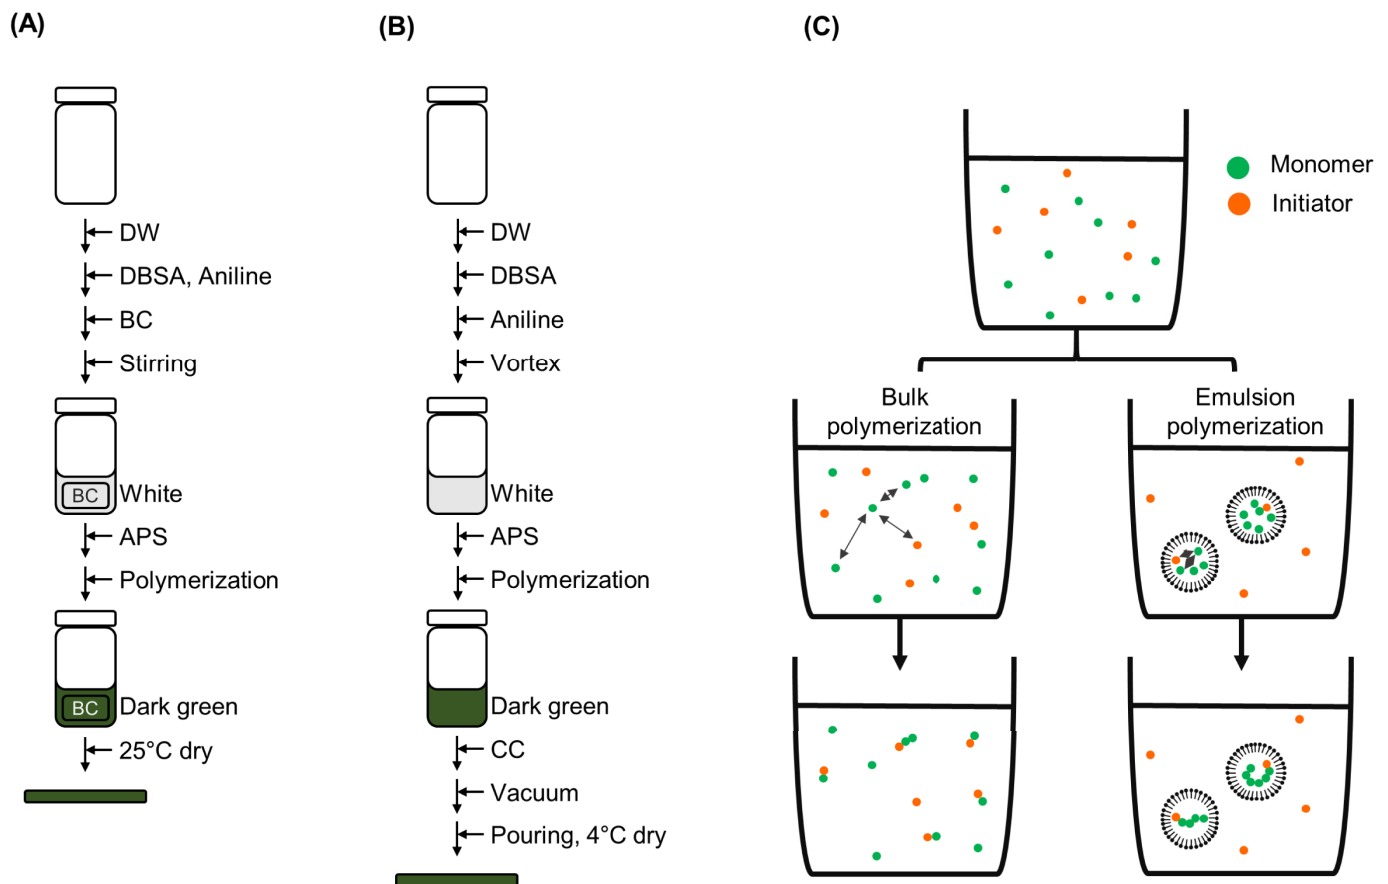 (A)
DW
DBSA, Aniline
BC
Stirring
BC
White
APS
Polymerization
BC
Dark green
25°C dry
(B)
DW
DBSA
Aniline
Vortex
White
APS
Polymerization
Dark green
CC
Vacuum
Pouring, 4°C dry
(C)
Monomer
Initiator
Bulk
polymerization
Emulsion
polymerization